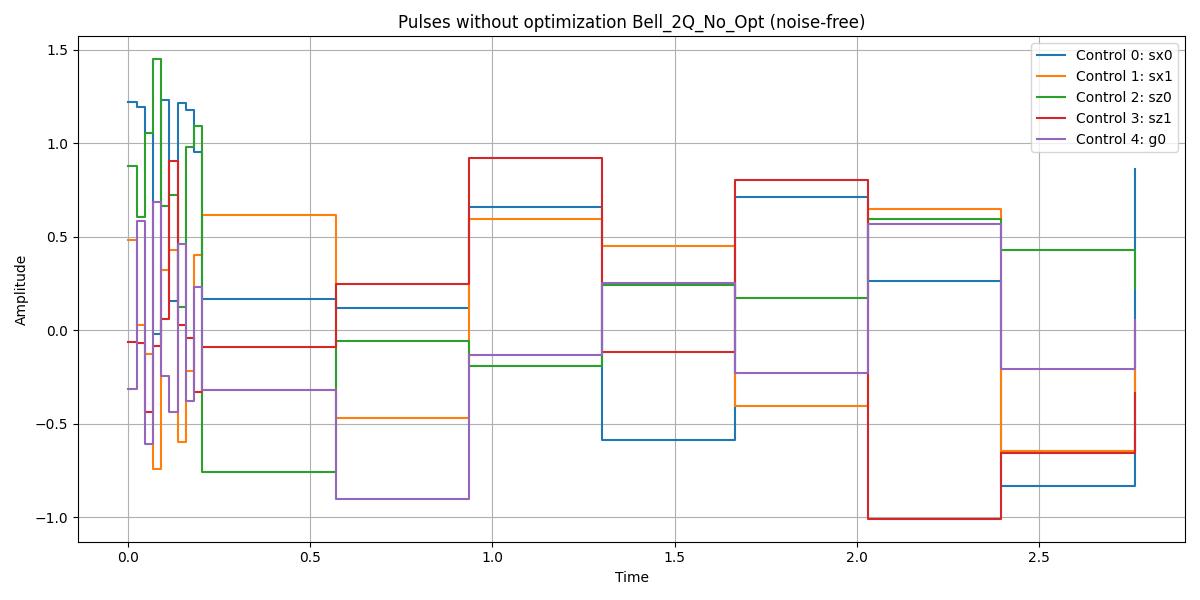 Pulses without optimization Bell_2Q_No_Opt (noise-free)
1.5
1.0
0.5
0.0
−0.5
−1.0
Amplitude
Control 0: sx0
Control 1: sx1
Control 2: sz0
Control 3: sz1
Control 4: g0
0.0
0.5
1.0
1.5
2.0
2.5
Time